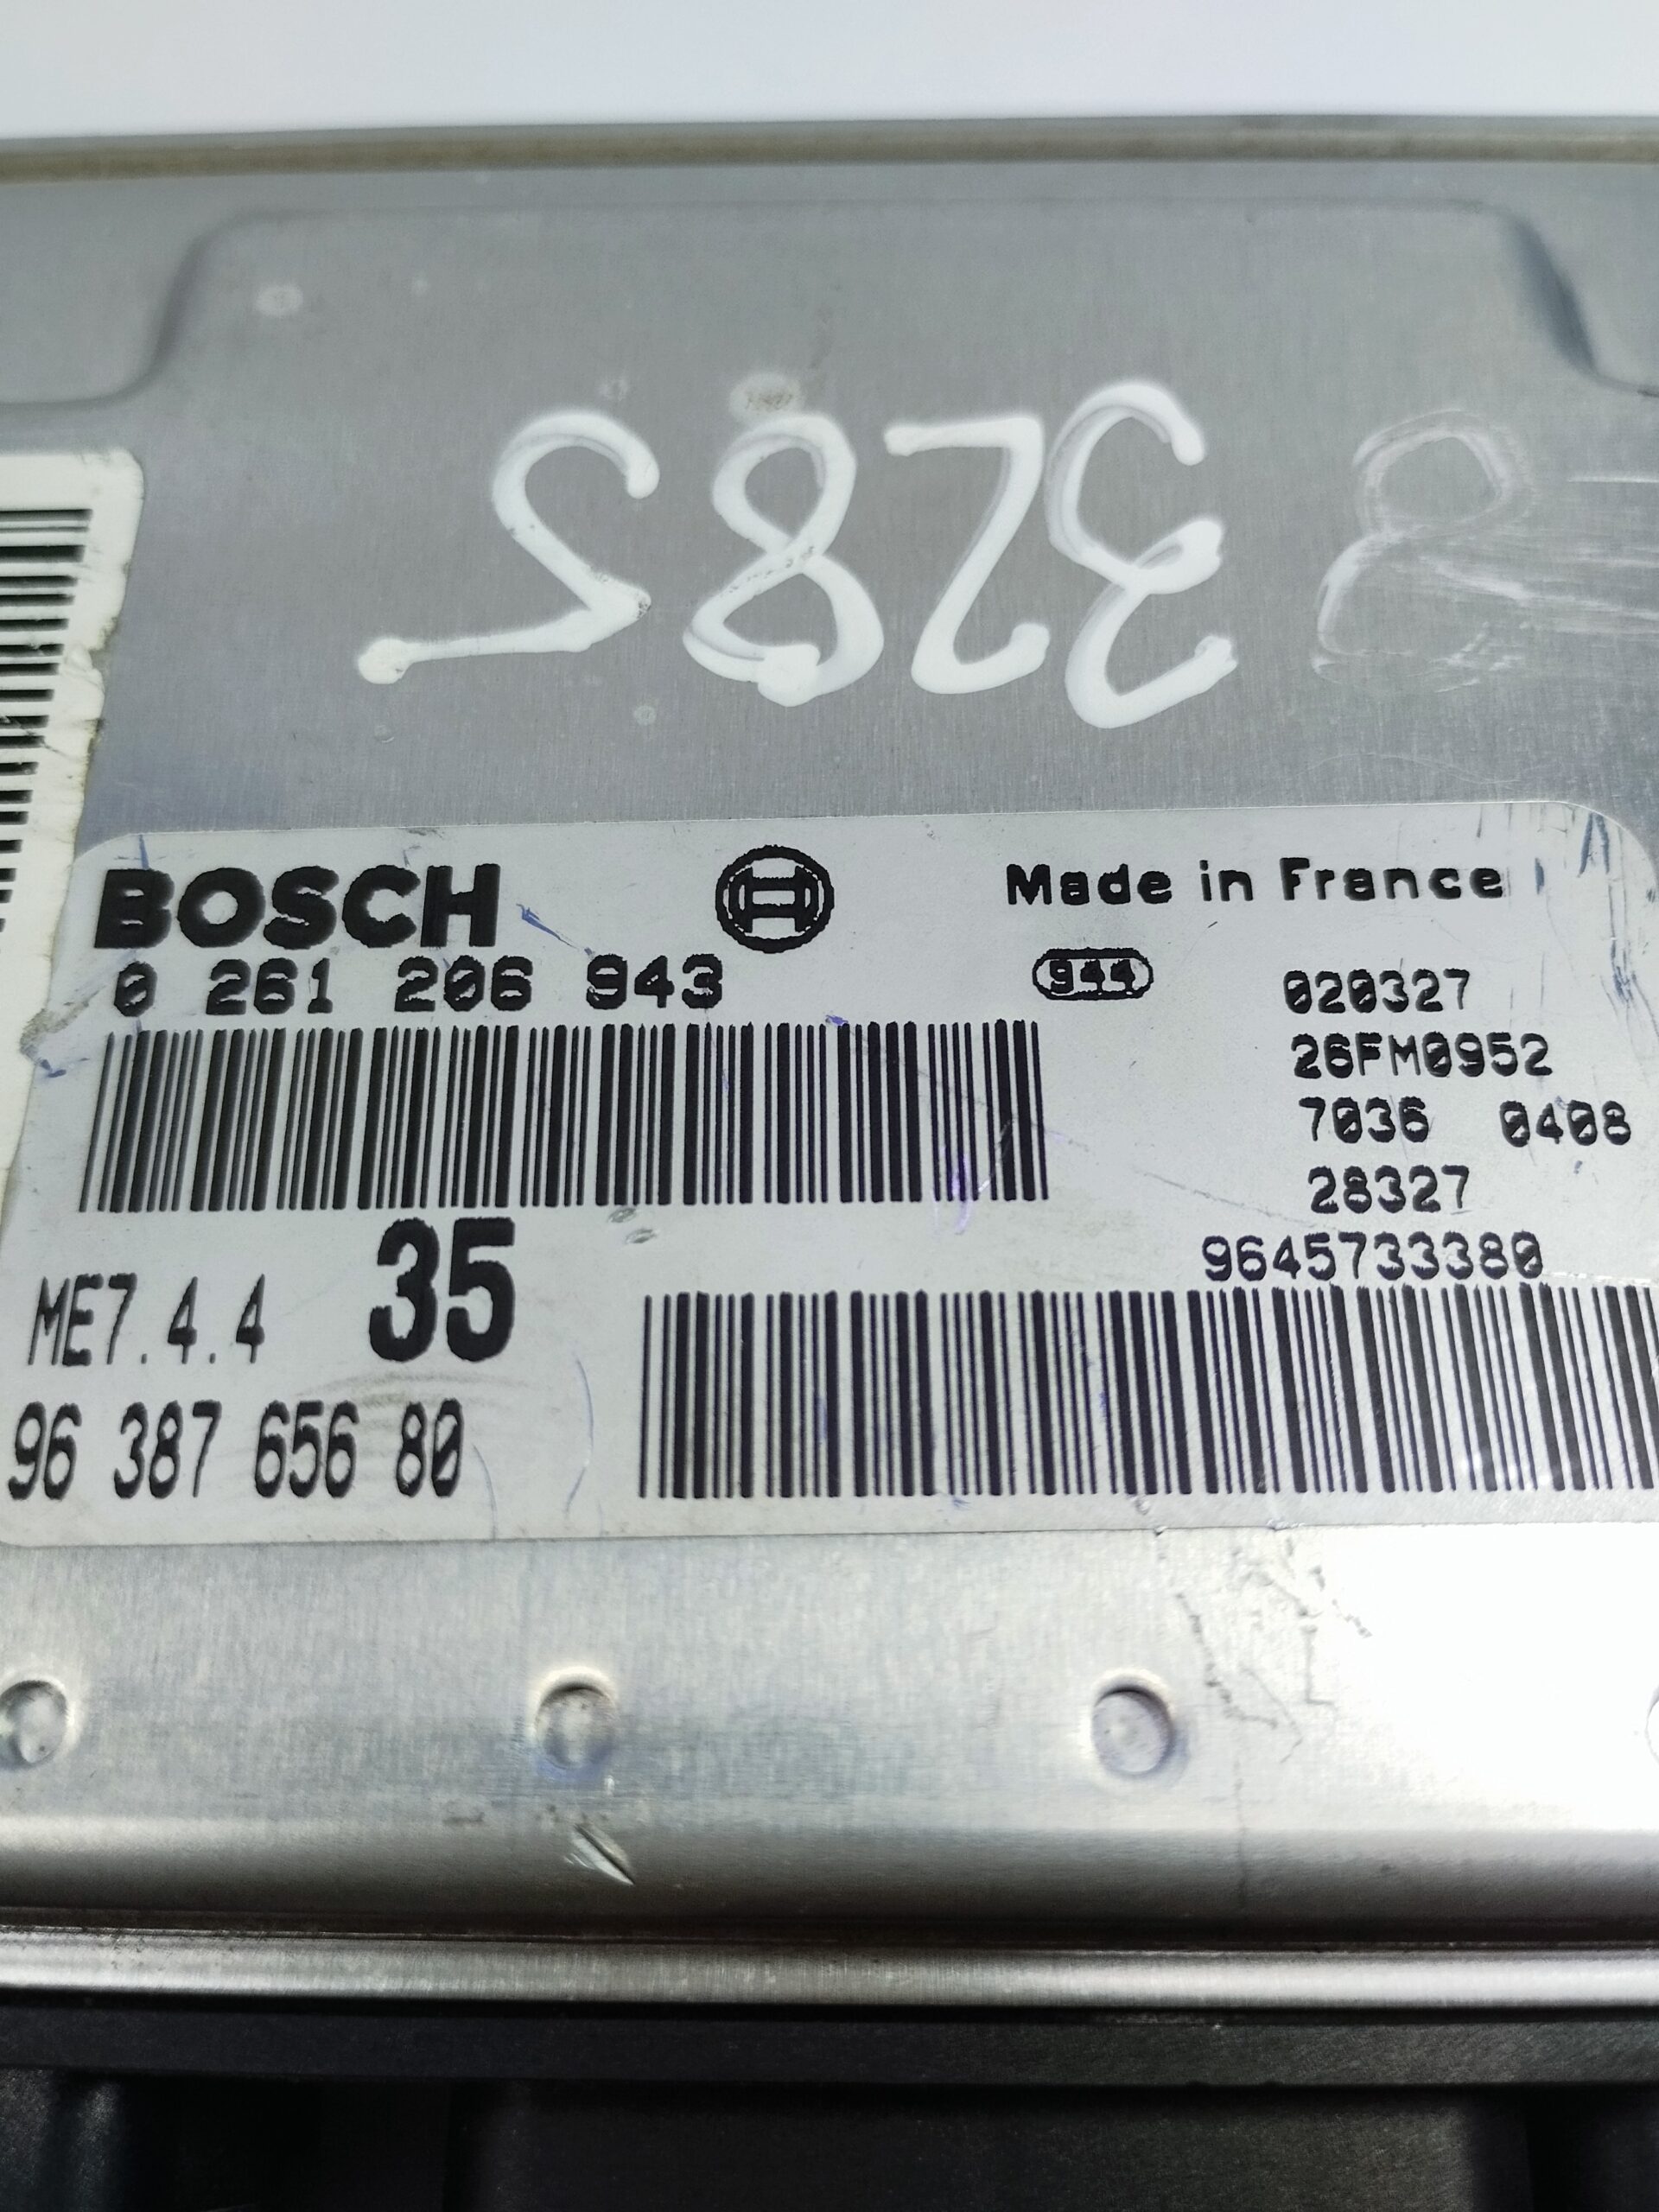 3285
BOSCH
Made in France
0 261 206 943
944
020327
26FM0952
7036 0408
28327
9645733380
ME7.4.4
35
96 387 656 80